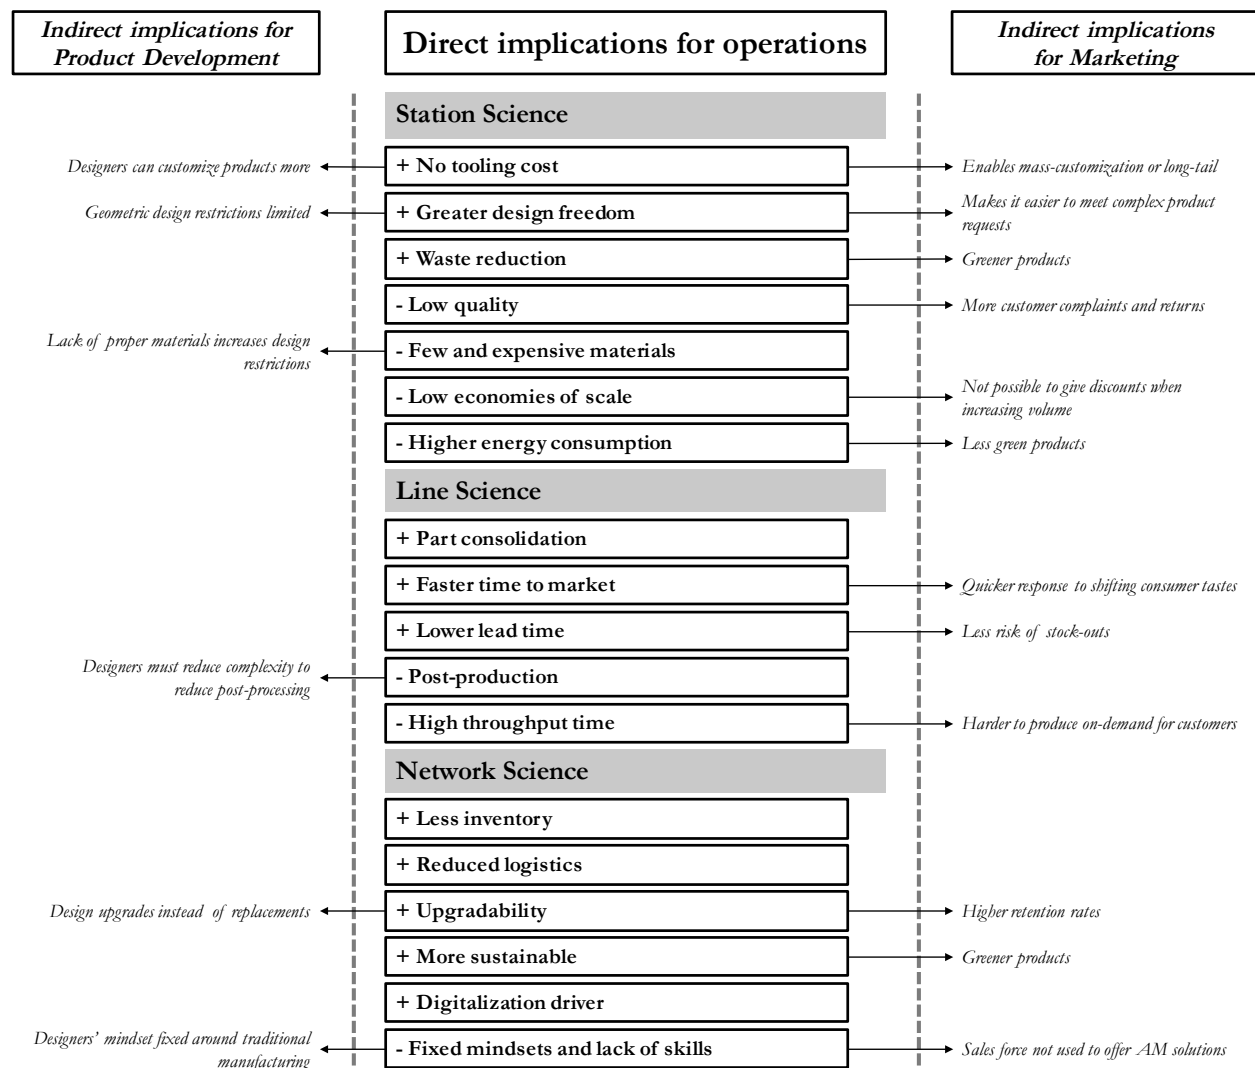 Indirect implications for
Product Development
Direct implications for operations
Indirect implications
for Marketing
Station Science
Designers can customize products more
+ No tooling cost
Enables mass-customization or long-tail
Geometric design restrictions limited
+ Greater design freedom
Makes it easier to meet complex product
requests
+ Waste reduction
Greener products
- Low quality
More customer complaints and returns
Lack of proper materials increases design
restrictions
- Few and expensive materials
- Low economies of scale
Not possible to give discounts when
increasing volume
- Higher energy consumption
Less green products
Line Science
+ Part consolidation
+ Faster time to market
Quicker response to shifting consumer tastes
+ Lower lead time
Less risk of stock-outs
Designers must reduce complexity to
reduce post-processing
- Post-production
- High throughput time
Harder to produce on-demand for customers
Network Science
+ Less inventory
+ Reduced logistics
Design upgrades instead of replacements
+ Upgradability
Higher retention rates
+ More sustainable
Greener products
+ Digitalization driver
Designers' mindset fixed around traditional
manufacturing
- Fixed mindsets and lack of skills
Sales force not used to offer AM solutions